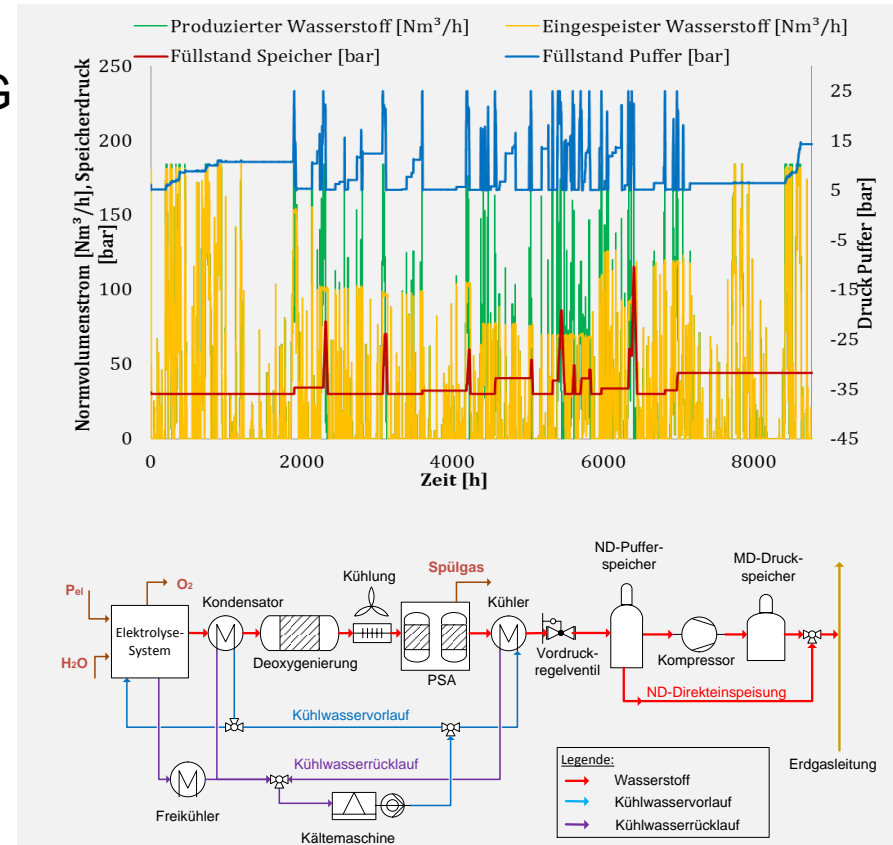 G
Produzierter Wasserstoff [Nm³/h]
Eingespeister Wasserstoff [Nm³/h]
Füllstand Speicher [bar]
Füllstand Puffer [bar]
Normvolumenstrom [Nm³/h], Speicherdruck
[bar]
250
200
150
100
50
0
25
15
5
-5
-15
-25
-35
-45
Druck Puffer [bar]
0
2000
4000
6000
8000
Zeit [h]
Pel
H2O
O2
Elektrolyse-
System
Kondensator
Deoxygenierung
Kühlung
Spülgas
PSA
Kühler
Vordruck-
regelventil
ND-Puffer-
speicher
Kompressor
MD-Druck-
speicher
ND-Direkteinspeisung
Kühlwasservorlauf
Kühlwasserrücklauf
Freikühler
Kältemaschine
Erdgasleitung
Legende:
Wasserstoff
Kühlwasservorlauf
Kühlwasserrücklauf